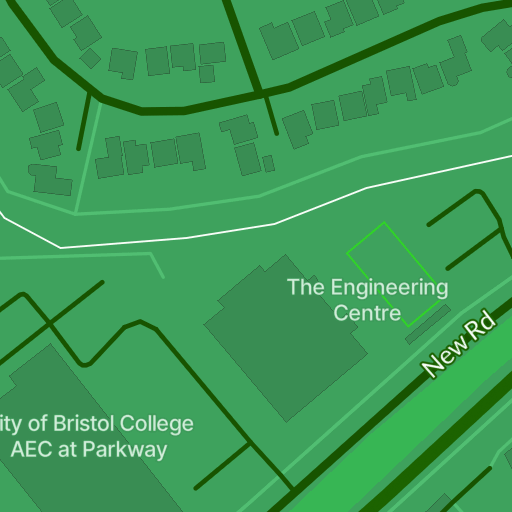 The Engineering
Centre
New Rd
ity of Bristol College
AEC at Parkway